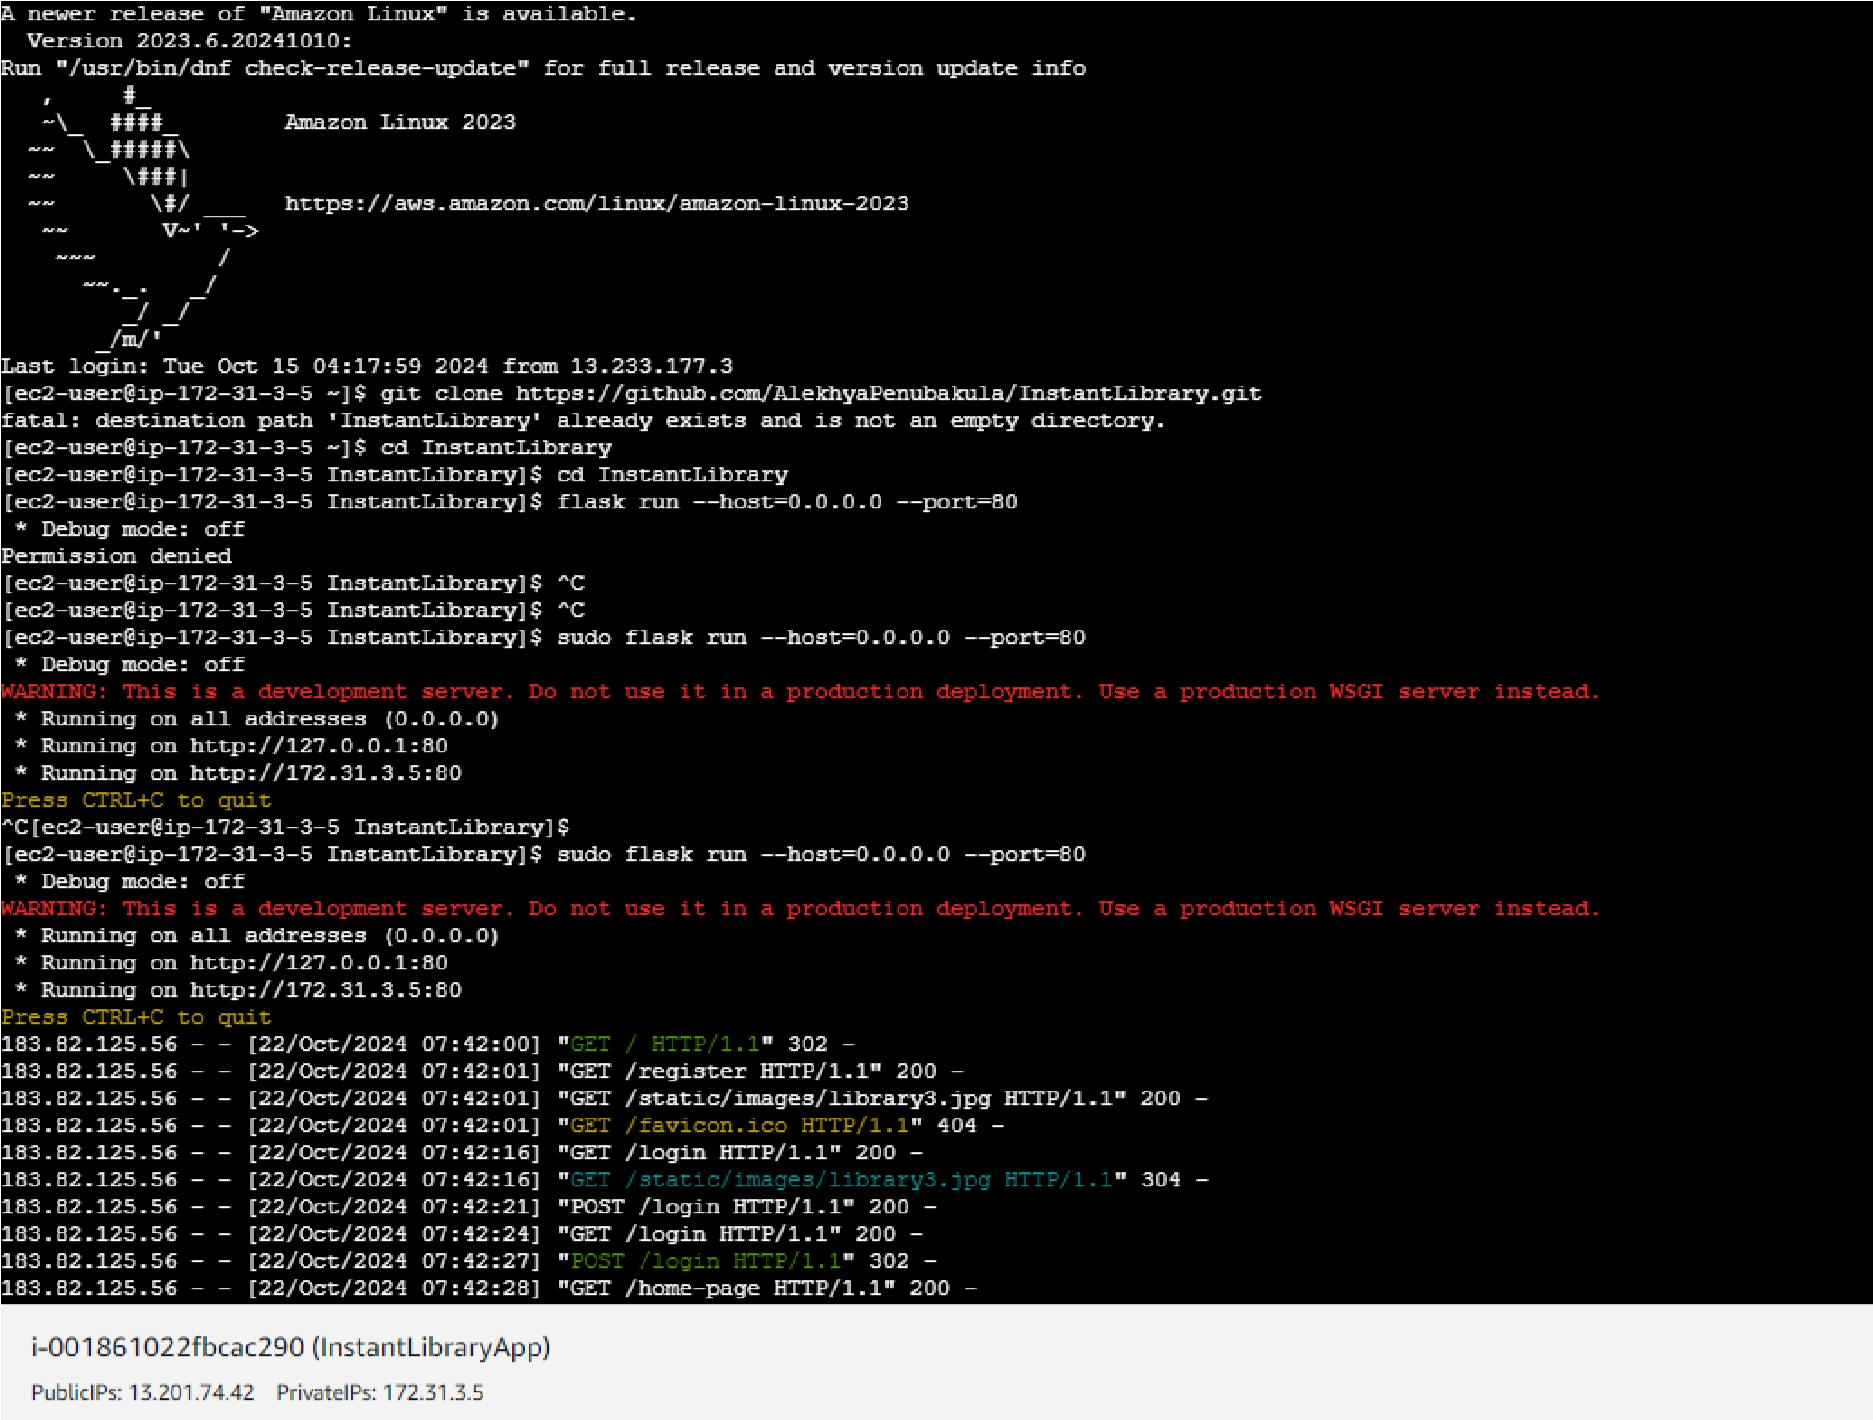 A newer release of "Amazon Linux" is available.
  Version 2023.6.20241010:
Run "/usr/bin/dnf check-release-update" for full release and version update info
   ,     #_
   ~\_  ####_        Amazon Linux 2023
  ~~  \_#####\
  ~~     \###|
  ~~       \#/ ___   https://aws.amazon.com/linux/amazon-linux-2023
   ~~       V~' '->
    ~~~         /
      ~~._.   _/
         _/ _/
       _/m/'
Last login: Tue Oct 15 04:17:59 2024 from 13.233.177.3
[ec2-user@ip-172-31-3-5 ~]$ git clone https://github.com/AlekhyaPenubakula/InstantLibrary.git
fatal: destination path 'InstantLibrary' already exists and is not an empty directory.
[ec2-user@ip-172-31-3-5 ~]$ cd InstantLibrary
[ec2-user@ip-172-31-3-5 InstantLibrary]$ cd InstantLibrary
[ec2-user@ip-172-31-3-5 InstantLibrary]$ flask run --host=0.0.0.0 --port=80
 * Debug mode: off
Permission denied
[ec2-user@ip-172-31-3-5 InstantLibrary]$ ^C
[ec2-user@ip-172-31-3-5 InstantLibrary]$ ^C
[ec2-user@ip-172-31-3-5 InstantLibrary]$ sudo flask run --host=0.0.0.0 --port=80
 * Debug mode: off
WARNING: This is a development server. Do not use it in a production deployment. Use a production WSGI server instead.
 * Running on all addresses (0.0.0.0)
 * Running on http://127.0.0.1:80
 * Running on http://172.31.3.5:80
Press CTRL+C to quit
^C[ec2-user@ip-172-31-3-5 InstantLibrary]$
[ec2-user@ip-172-31-3-5 InstantLibrary]$ sudo flask run --host=0.0.0.0 --port=80
 * Debug mode: off
WARNING: This is a development server. Do not use it in a production deployment. Use a production WSGI server instead.
 * Running on all addresses (0.0.0.0)
 * Running on http://127.0.0.1:80
 * Running on http://172.31.3.5:80
Press CTRL+C to quit
183.82.125.56 - - [22/Oct/2024 07:42:00] "GET / HTTP/1.1" 302 -
183.82.125.56 - - [22/Oct/2024 07:42:01] "GET /register HTTP/1.1" 200 -
183.82.125.56 - - [22/Oct/2024 07:42:01] "GET /static/images/library3.jpg HTTP/1.1" 200 -
183.82.125.56 - - [22/Oct/2024 07:42:01] "GET /favicon.ico HTTP/1.1" 404 -
183.82.125.56 - - [22/Oct/2024 07:42:16] "GET /login HTTP/1.1" 200 -
183.82.125.56 - - [22/Oct/2024 07:42:16] "GET /static/images/library3.jpg HTTP/1.1" 304 -
183.82.125.56 - - [22/Oct/2024 07:42:21] "POST /login HTTP/1.1" 200 -
183.82.125.56 - - [22/Oct/2024 07:42:24] "GET /login HTTP/1.1" 200 -
183.82.125.56 - - [22/Oct/2024 07:42:27] "POST /login HTTP/1.1" 302 -
183.82.125.56 - - [22/Oct/2024 07:42:28] "GET /home-page HTTP/1.1" 200 -
i-001861022fbcac290 (InstantLibraryApp)
PublicIPs: 13.201.74.42 PrivateIPs: 172.31.3.5